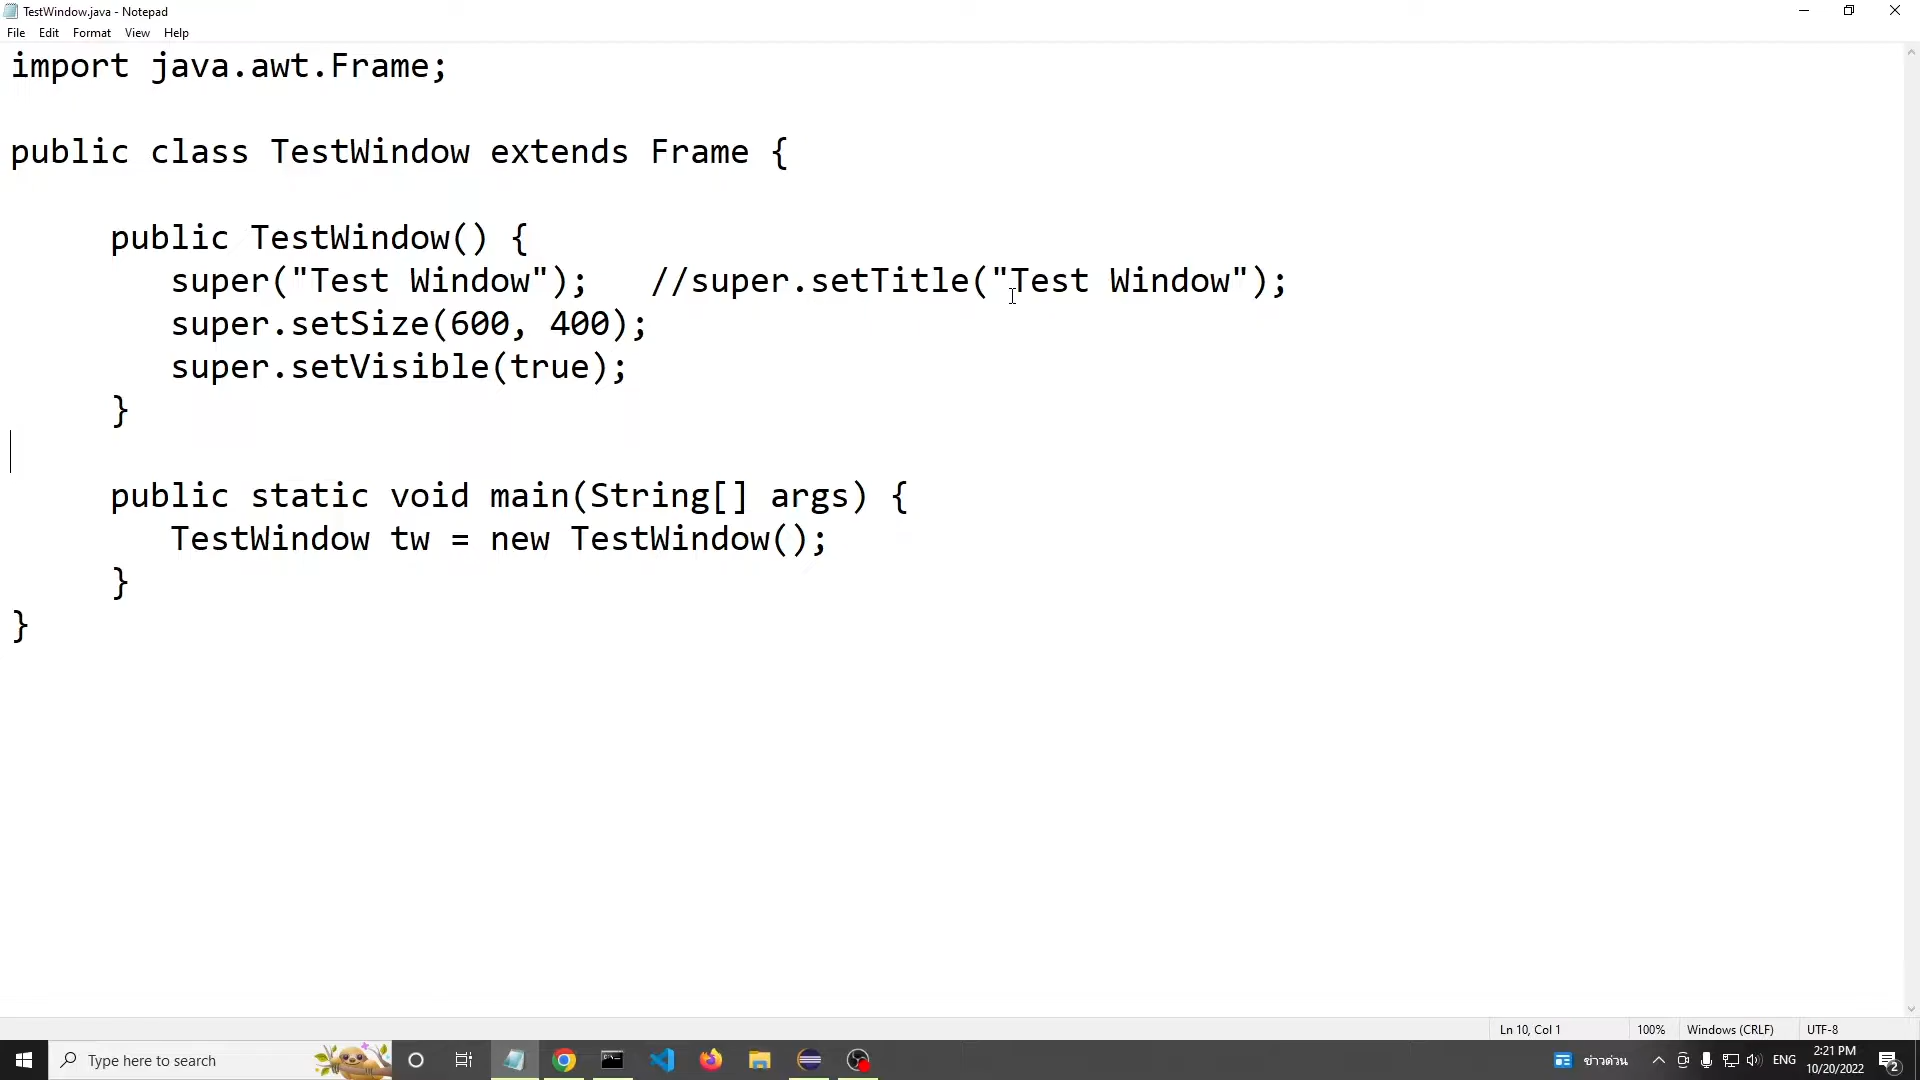 TestWindow.java - Notepad
File Edit Format View Help
import java.awt.Frame;
public class TestWindow extends Frame {
public TestWindow() {
super("Test Window"); //super.setTitle("Test Window");
super.setSize(600, 400);
super.setVisible(true);
}
public static void main(String[] args) {
TestWindow tw = new TestWindow();
}
}
Ln 10, Col 1 100% Windows (CRLF) UTF-8
Type here to search ข่าวด่วน ENG 2:21 PM
10/20/2022 2